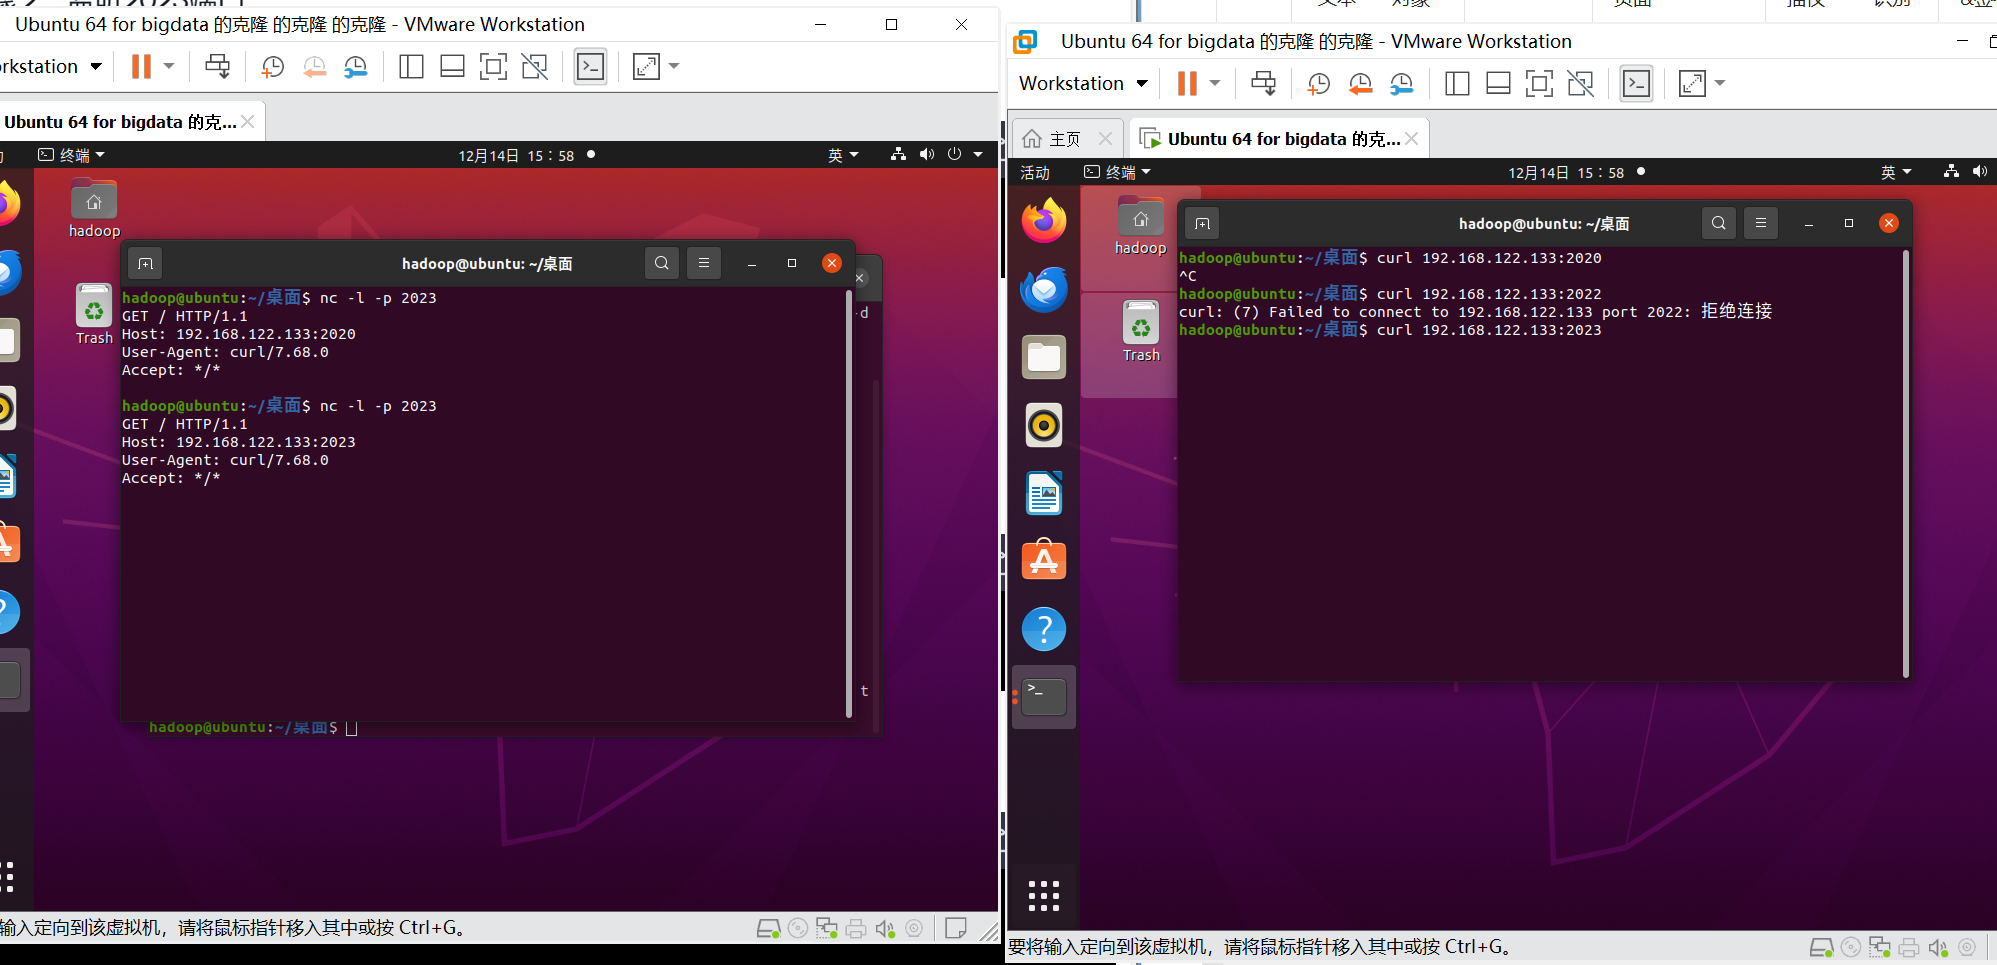 Ubuntu 64 for bigdata 的克隆 的克隆 的克隆 - VMware Workstation
rkstation
Ubuntu 64 for bigdata 的克...
终端
12月14日 15：58
英
hadoop
Trash
hadoop@ubuntu: ~/桌面
hadoop@ubuntu:~/桌面$ nc -l -p 2023
GET / HTTP/1.1
Host: 192.168.122.133:2020
User-Agent: curl/7.68.0
Accept: */*
hadoop@ubuntu:~/桌面$ nc -l -p 2023
GET / HTTP/1.1
Host: 192.168.122.133:2023
User-Agent: curl/7.68.0
Accept: */*
-d
t
hadoop@ubuntu:~/桌面$
输入定向到该虚拟机，请将鼠标指针移入其中或按 Ctrl+G。
Ubuntu 64 for bigdata 的克隆 的克隆 - VMware Workstation
Workstation
主页
Ubuntu 64 for bigdata 的克...
活动
终端
12月14日 15：58
英
hadoop
Trash
hadoop@ubuntu: ~/桌面
hadoop@ubuntu:~/桌面$ curl 192.168.122.133:2020
^C
hadoop@ubuntu:~/桌面$ curl 192.168.122.133:2022
curl: (7) Failed to connect to 192.168.122.133 port 2022: 拒绝连接
hadoop@ubuntu:~/桌面$ curl 192.168.122.133:2023
要将输入定向到该虚拟机，请将鼠标指针移入其中或按 Ctrl+G。